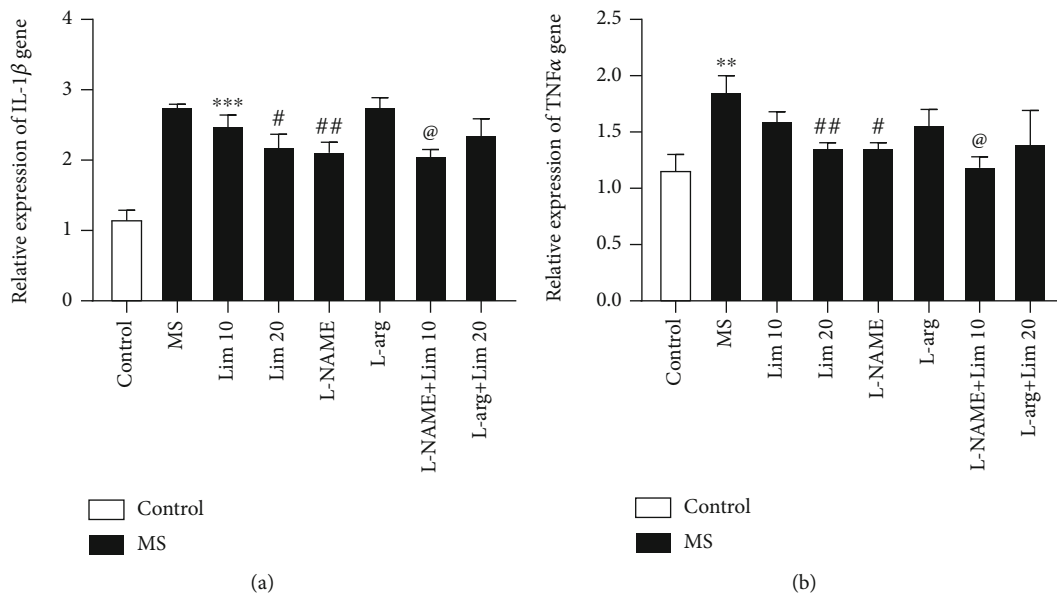 Relative expression of IL-1β gene
4
3
2
1
0
***
#
##
@
Control
MS
Lim 10
Lim 20
L-NAME
L-arg
L-NAME+Lim 10
L-arg+Lim 20
Control
MS
(a)
Relative expression of TNFα gene
2.5
2.0
1.5
1.0
0.5
0.0
**
##
#
@
Control
MS
Lim 10
Lim 20
L-NAME
L-arg
L-NAME+Lim 10
L-arg+Lim 20
Control
MS
(b)